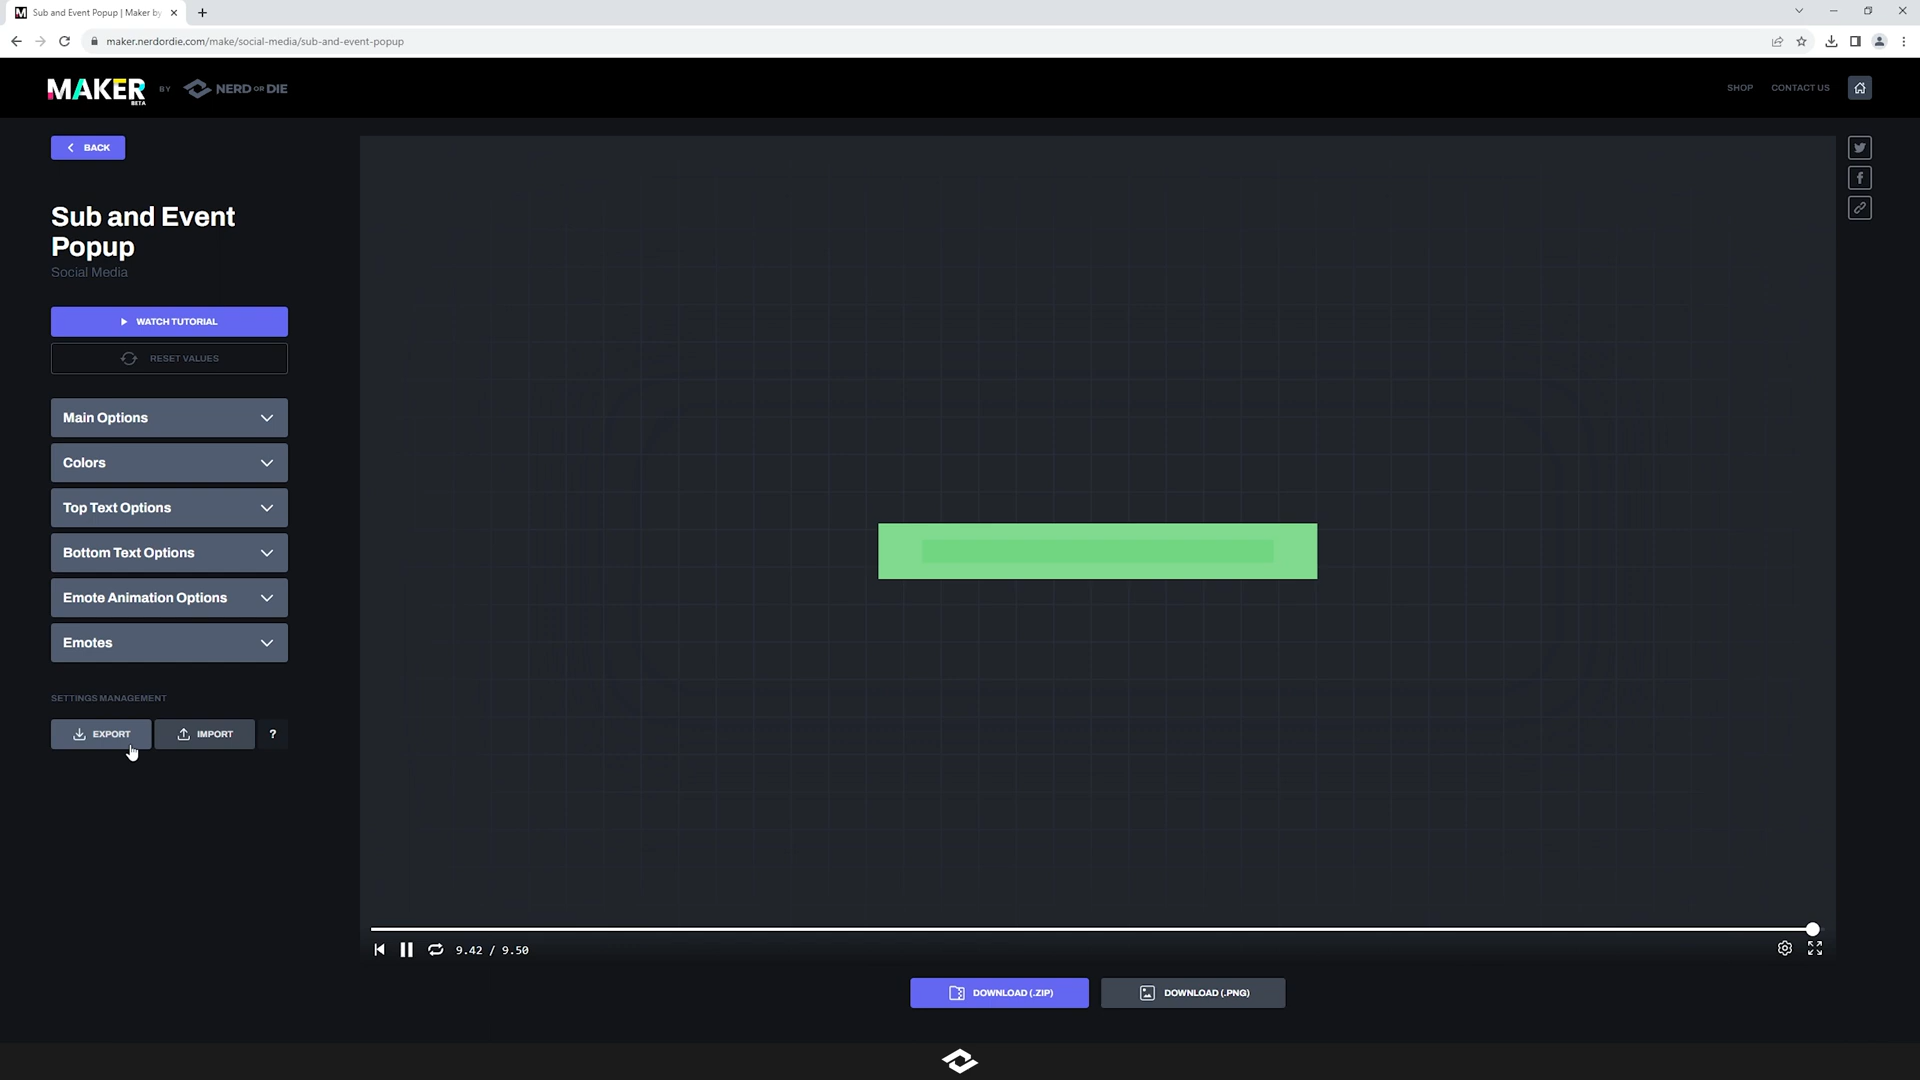 Sub and Event Popup | Maker by
maker.nerdordie.com/make/social-media/sub-and-event-popup
MAKER
BETA
BY
NERD OR DIE
SHOP
CONTACT US
BACK
Sub and Event
Popup
Social Media
WATCH TUTORIAL
RESET VALUES
Main Options
Colors
Top Text Options
Bottom Text Options
Emote Animation Options
Emotes
SETTINGS MANAGEMENT
EXPORT
IMPORT
?
9.42 / 9.50
DOWNLOAD (.ZIP)
DOWNLOAD (.PNG)